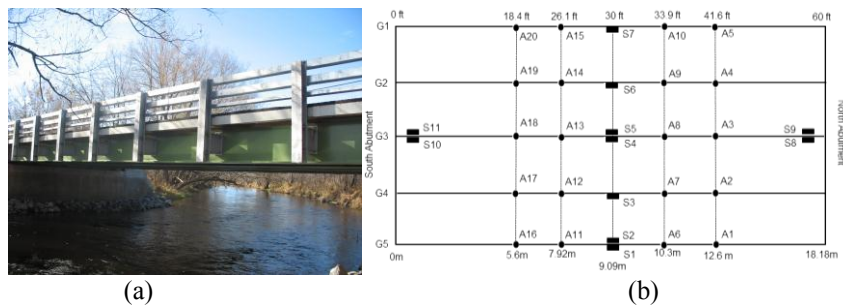 0 ft 18.4 ft 26.1 ft 30 ft 33.9 ft 41.6 ft 60 ft
G1 A20 A15 S7 A10 A5
G2 A19 A14 S6 A9 A4
South Abutment G3 S11 S10 A18 A13 S5 S4 A8 A3 S9 S8 North Abutment
G4 A17 A12 S3 A7 A2
G5 A16 A11 S2 S1 A6 A1
0m 5.6m 7.92m 9.09m 10.3m 12.6 m 18.18m
(a) (b)